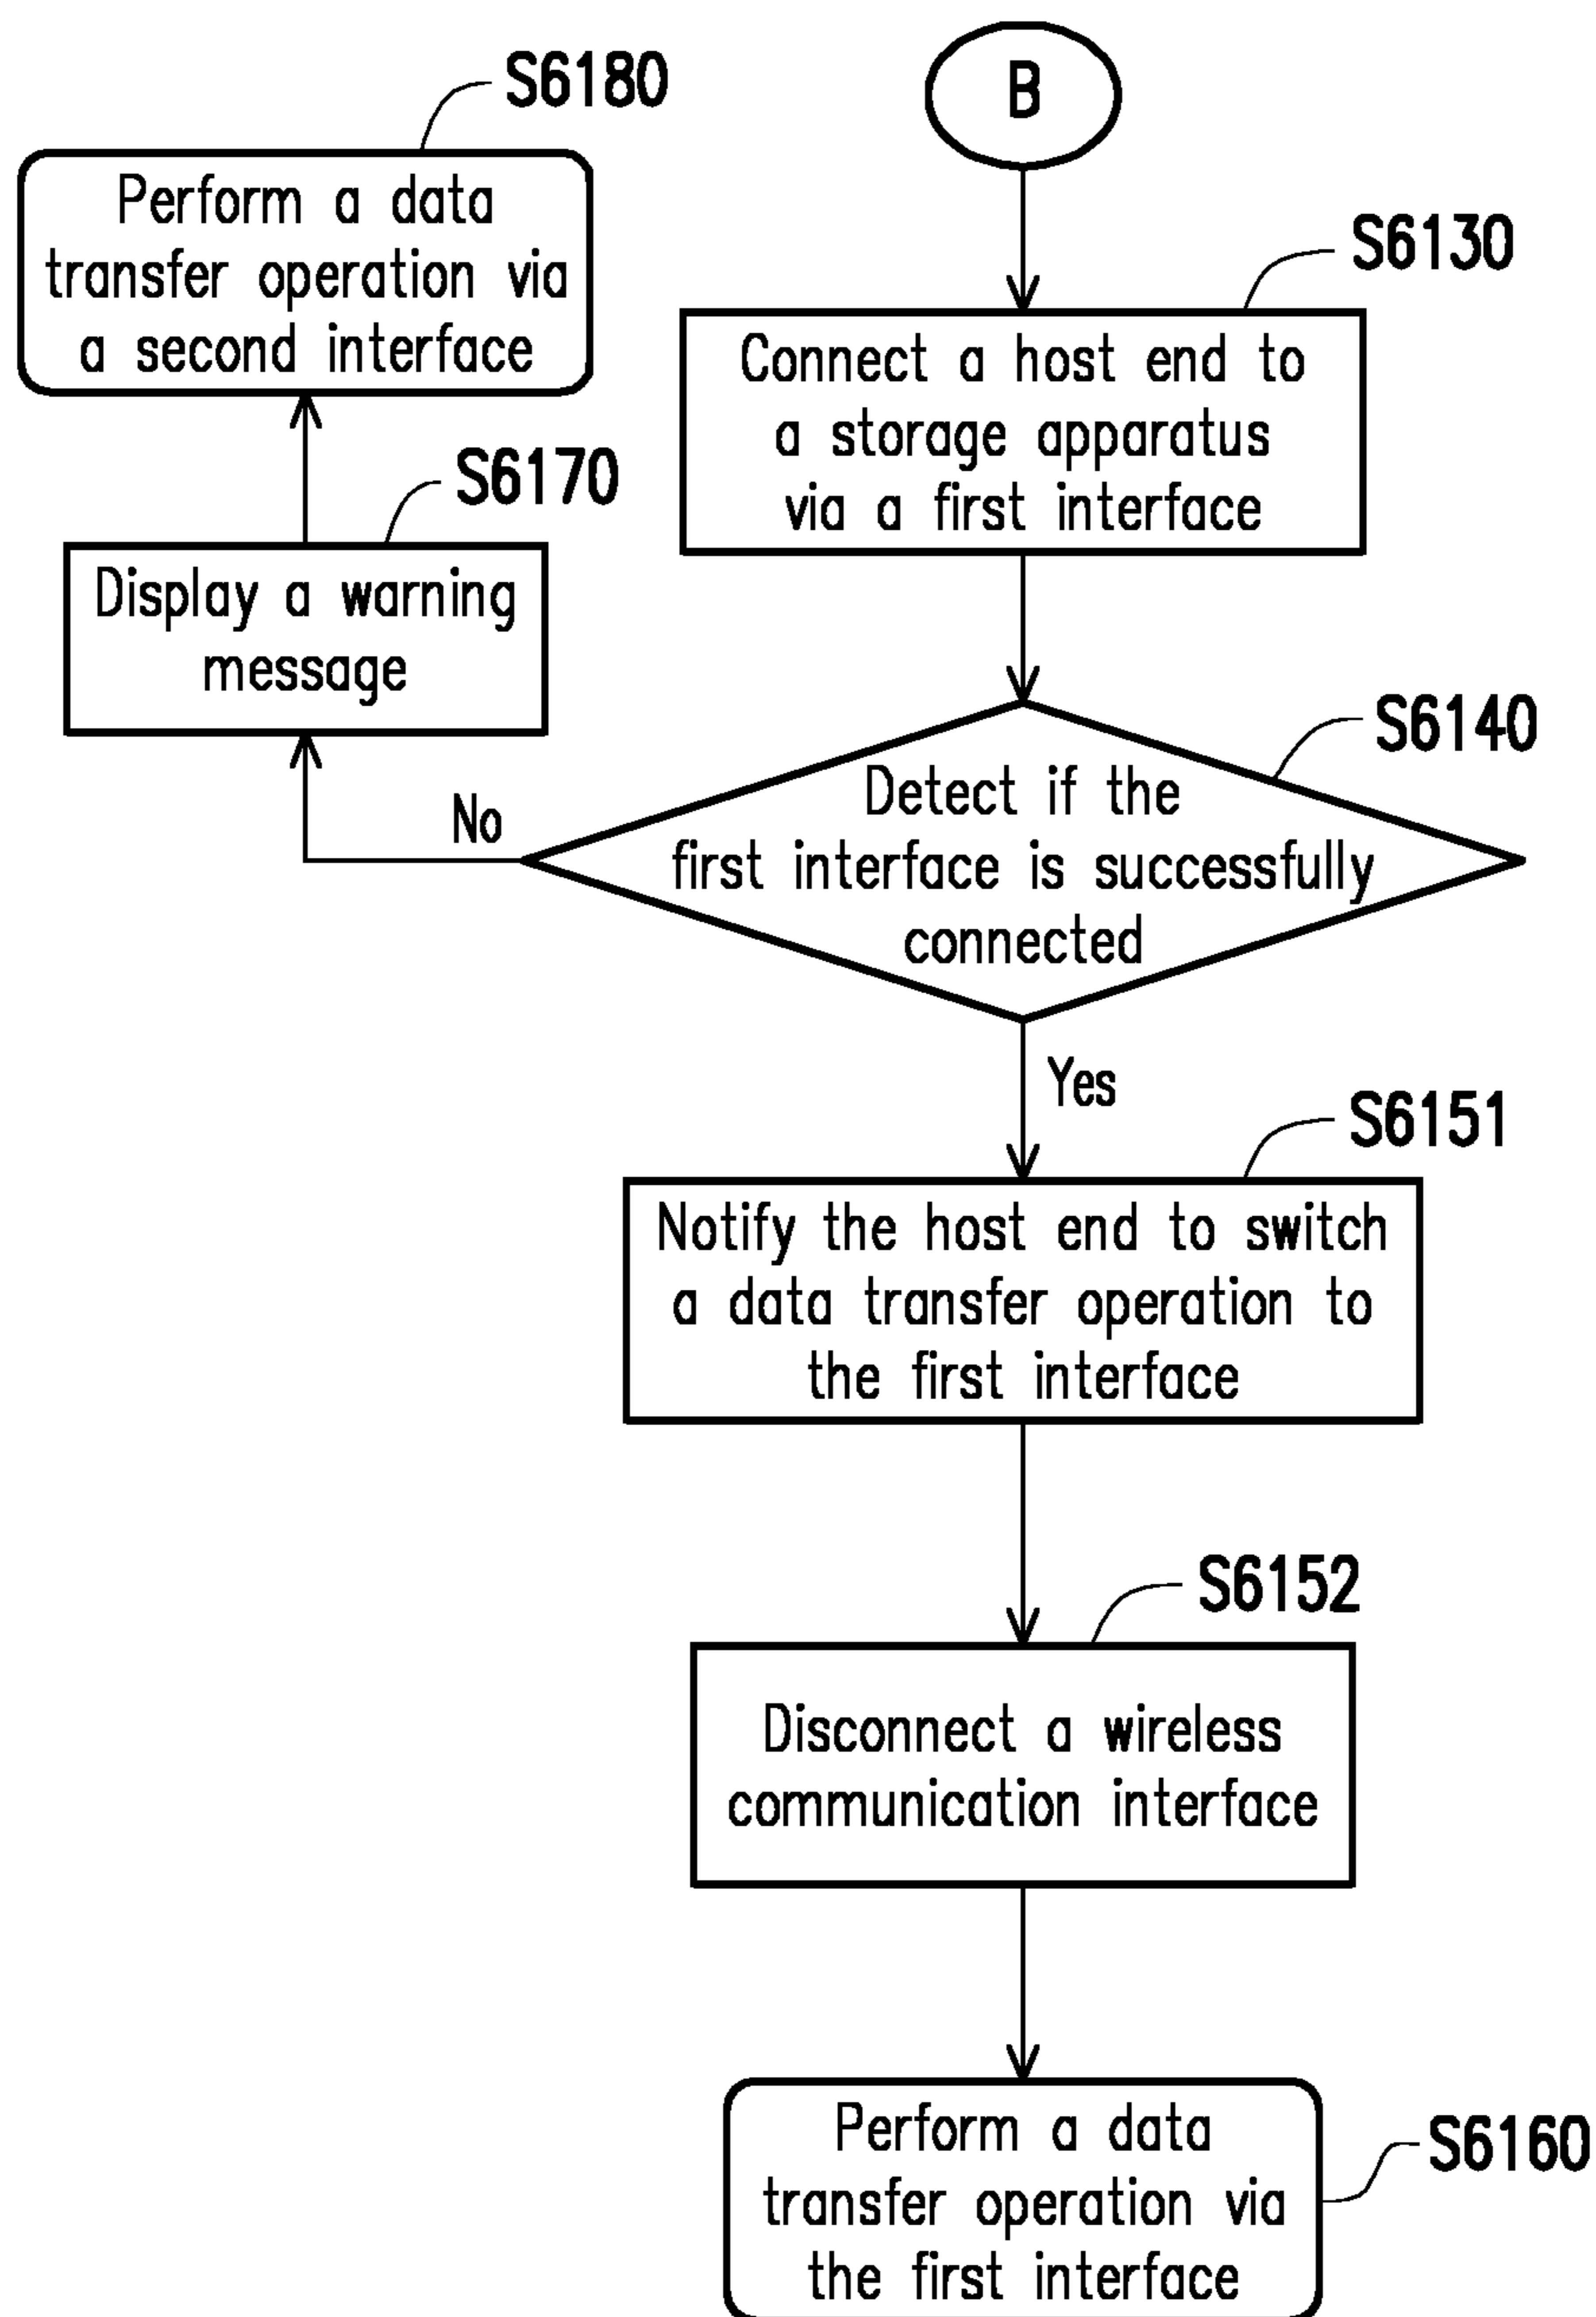 B
S6130
Connect a host end to
a storage apparatus
via a first interface
S6140
Detect if the
first interface is successfully
connected
No
S6170
Display a warning
message
S6180
Perform a data
transfer operation via
a second interface
Yes
S6151
Notify the host end to switch
a data transfer operation to
the first interface
S6152
Disconnect a wireless
communication interface
S6160
Perform a data
transfer operation via
the first interface